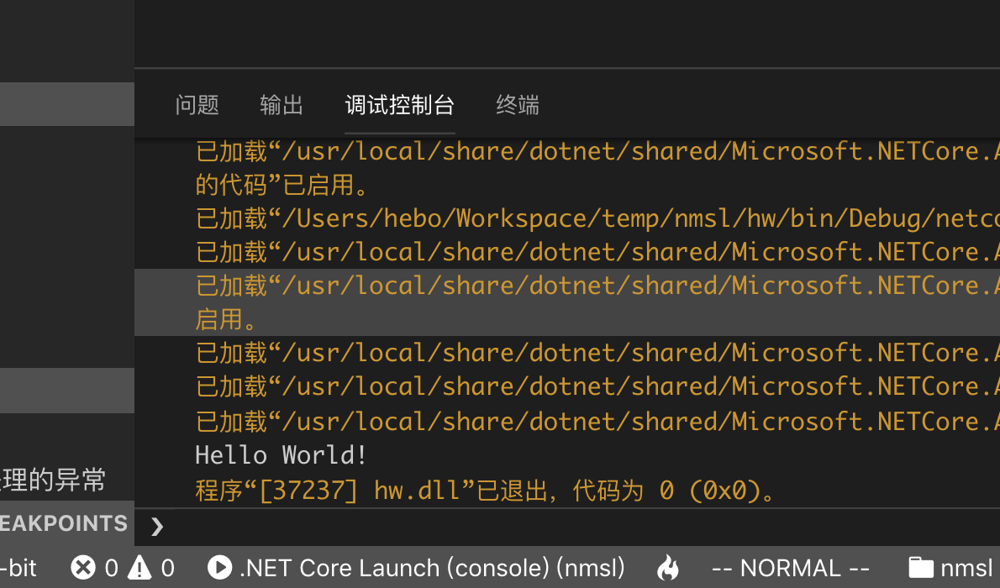 问题 输出 调试控制台 终端
已加载“/usr/local/share/dotnet/shared/Microsoft.NETCore.
的代码”已启用。
已加载“/Users/hebo/Workspace/temp/nmsl/hw/bin/Debug/netco
已加载“/usr/local/share/dotnet/shared/Microsoft.NETCore.
已加载“/usr/local/share/dotnet/shared/Microsoft.NETCore.
启用。
已加载“/usr/local/share/dotnet/shared/Microsoft.NETCore.
已加载“/usr/local/share/dotnet/shared/Microsoft.NETCore.
已加载“/usr/local/share/dotnet/shared/Microsoft.NETCore.
Hello World!
理的异常
程序“[37237] hw.dll”已退出，代码为 0 (0x0)。
EAKPOINTS
❯
-bit 0 0 .NET Core Launch (console) (nmsl) -- NORMAL -- nmsl